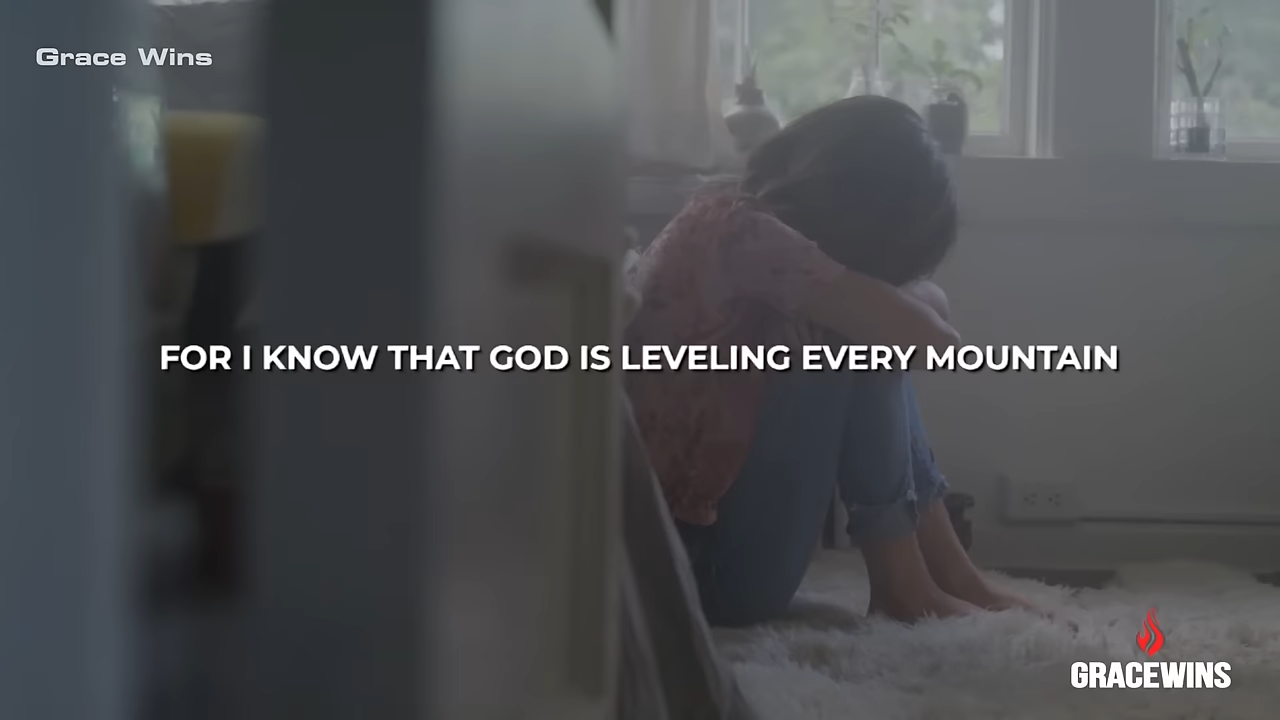 Grace Wins
FOR I KNOW THAT GOD IS LEVELING EVERY MOUNTAIN
GRACEWINS